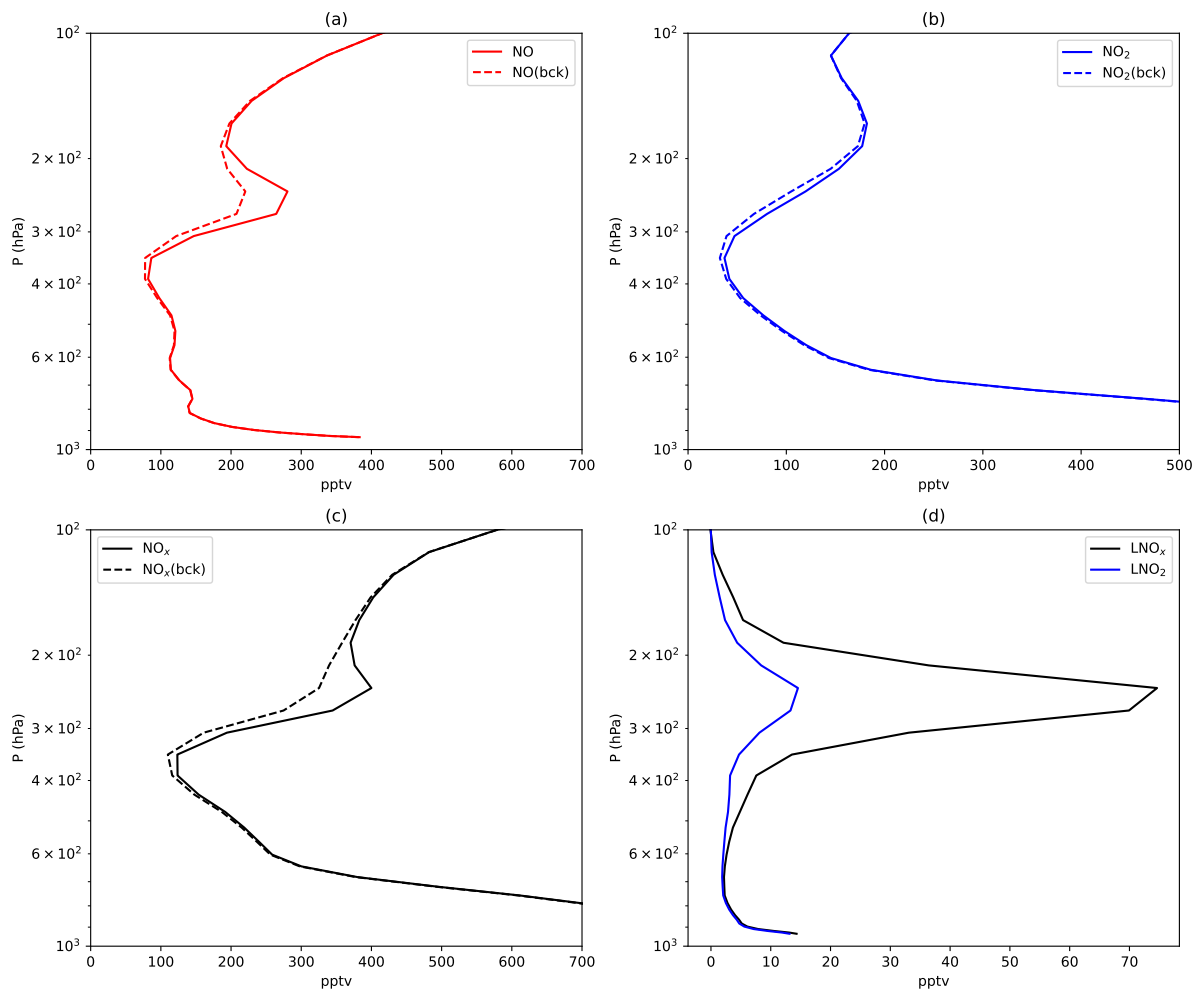 (a)
10²
2 × 10²
3 × 10²
4 × 10²
6 × 10²
10³
P (hPa)
0 100 200 300 400 500 600 700
pptv
NO
NO(bck)
(b)
10²
2 × 10²
3 × 10²
4 × 10²
6 × 10²
10³
P (hPa)
0 100 200 300 400 500
pptv
NO₂
NO₂(bck)
(c)
10²
2 × 10²
3 × 10²
4 × 10²
6 × 10²
10³
P (hPa)
0 100 200 300 400 500 600 700
pptv
NOₓ
NOₓ(bck)
(d)
10²
2 × 10²
3 × 10²
4 × 10²
6 × 10²
10³
P (hPa)
0 10 20 30 40 50 60 70
pptv
LNOₓ
LNO₂